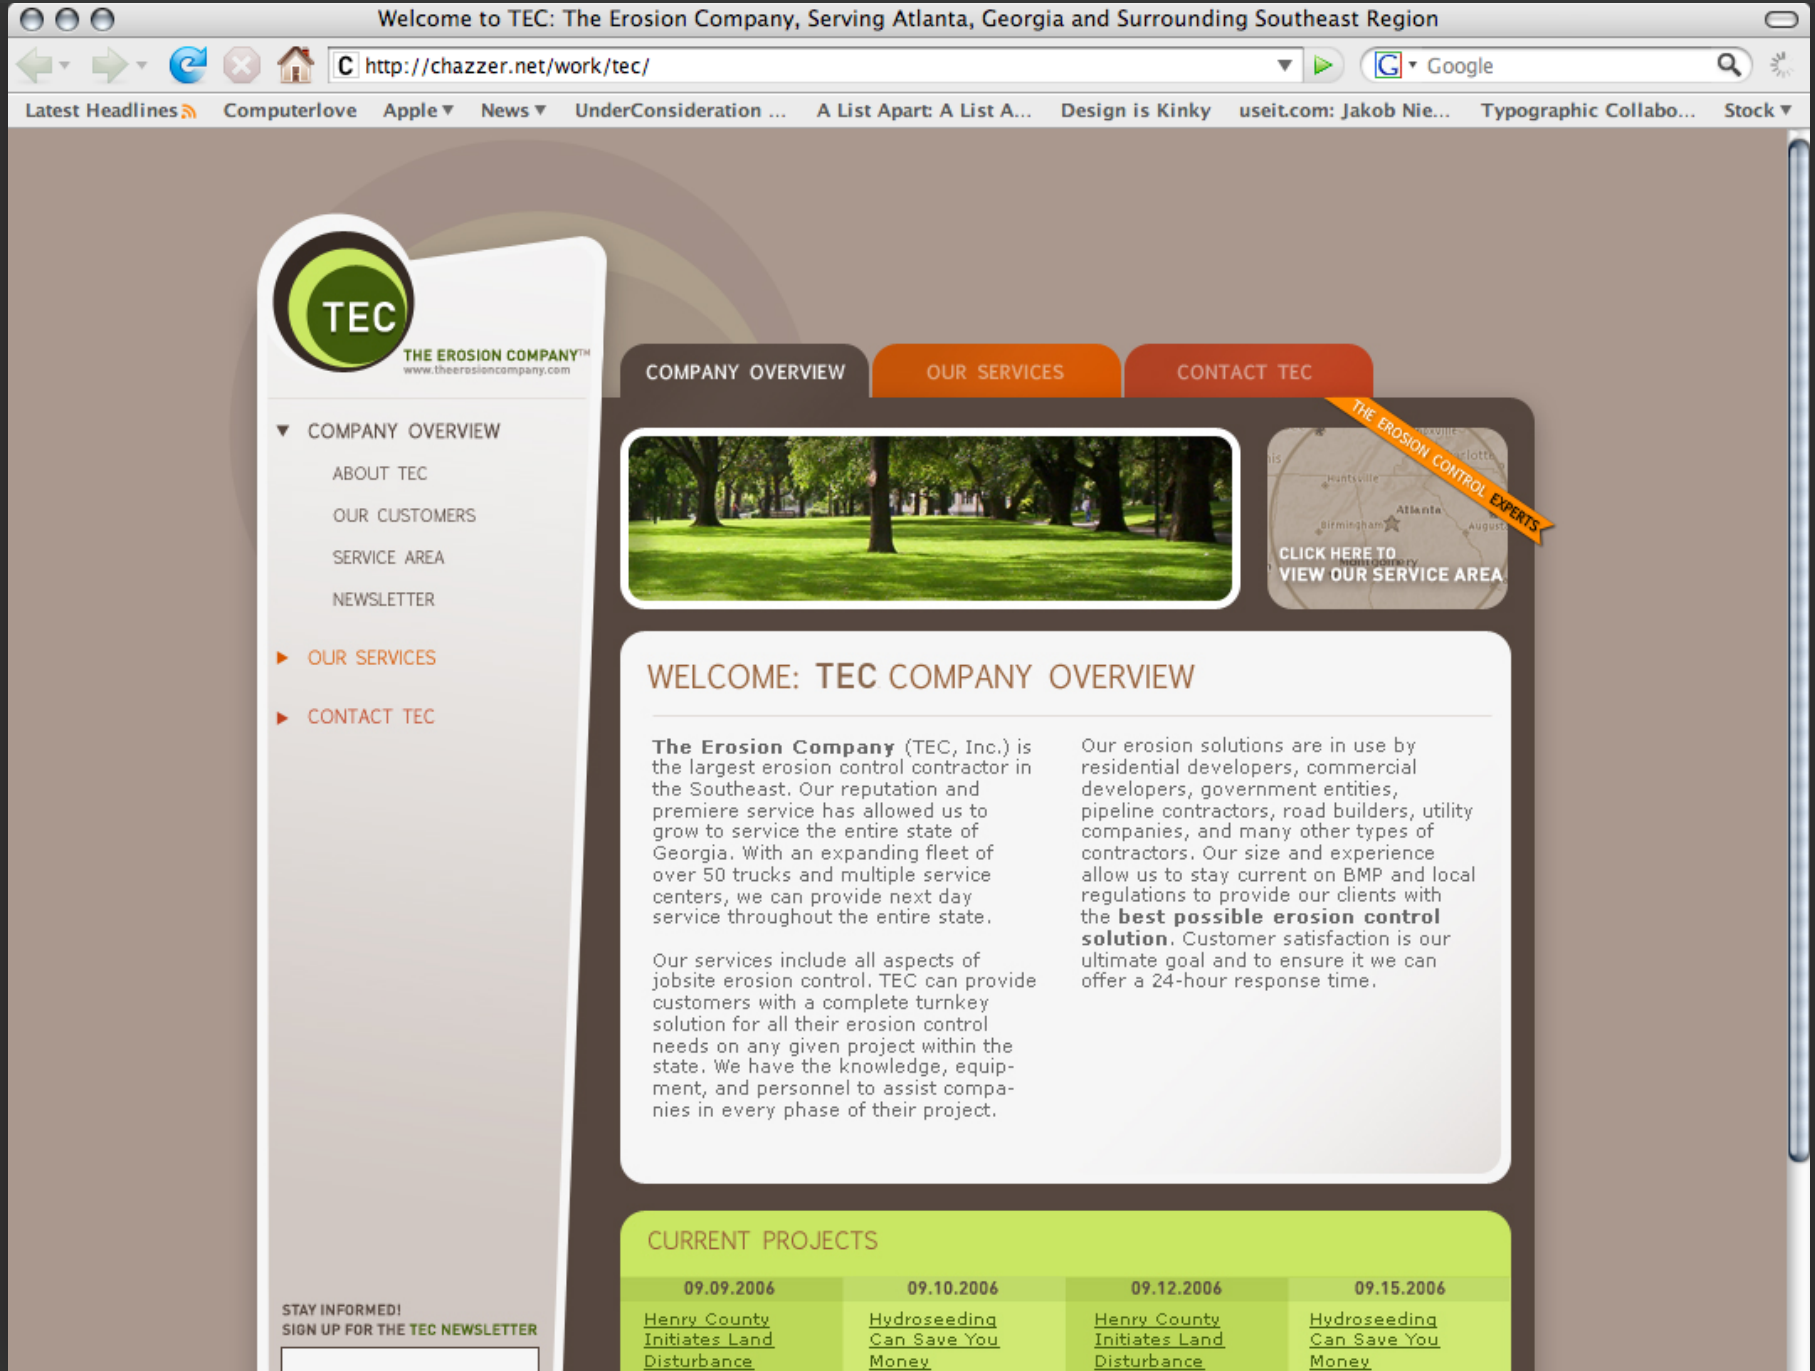 Welcome to TEC: The Erosion Company, Serving Atlanta, Georgia and Surrounding Southeast Region
C http://chazzer.net/work/tec/
G Google
Latest Headlines Computerlove Apple News UnderConsideration ... A List Apart: A List A... Design is Kinky useit.com: Jakob Nie... Typographic Collabo... Stock
TEC
THE EROSION COMPANY™
www.theerosioncompany.com
COMPANY OVERVIEW
ABOUT TEC
OUR CUSTOMERS
SERVICE AREA
NEWSLETTER
OUR SERVICES
CONTACT TEC
STAY INFORMED!
SIGN UP FOR THE TEC NEWSLETTER
COMPANY OVERVIEW OUR SERVICES CONTACT TEC
THE EROSION CONTROL EXPERTS
Huntsville
Atlanta
Birmingham
August
CLICK HERE TO
Montgomery
VIEW OUR SERVICE AREA
WELCOME: TEC COMPANY OVERVIEW
The Erosion Company (TEC, Inc.) is
the largest erosion control contractor in
the Southeast. Our reputation and
premiere service has allowed us to
grow to service the entire state of
Georgia. With an expanding fleet of
over 50 trucks and multiple service
centers, we can provide next day
service throughout the entire state.
Our services include all aspects of
jobsite erosion control. TEC can provide
customers with a complete turnkey
solution for all their erosion control
needs on any given project within the
state. We have the knowledge, equip-
ment, and personnel to assist compa-
nies in every phase of their project.
Our erosion solutions are in use by
residential developers, commercial
developers, government entities,
pipeline contractors, road builders, utility
companies, and many other types of
contractors. Our size and experience
allow us to stay current on BMP and local
regulations to provide our clients with
the best possible erosion control
solution. Customer satisfaction is our
ultimate goal and to ensure it we can
offer a 24-hour response time.
CURRENT PROJECTS
09.09.2006
Henry County
Initiates Land
Disturbance
09.10.2006
Hydroseeding
Can Save You
Money
09.12.2006
Henry County
Initiates Land
Disturbance
09.15.2006
Hydroseeding
Can Save You
Money